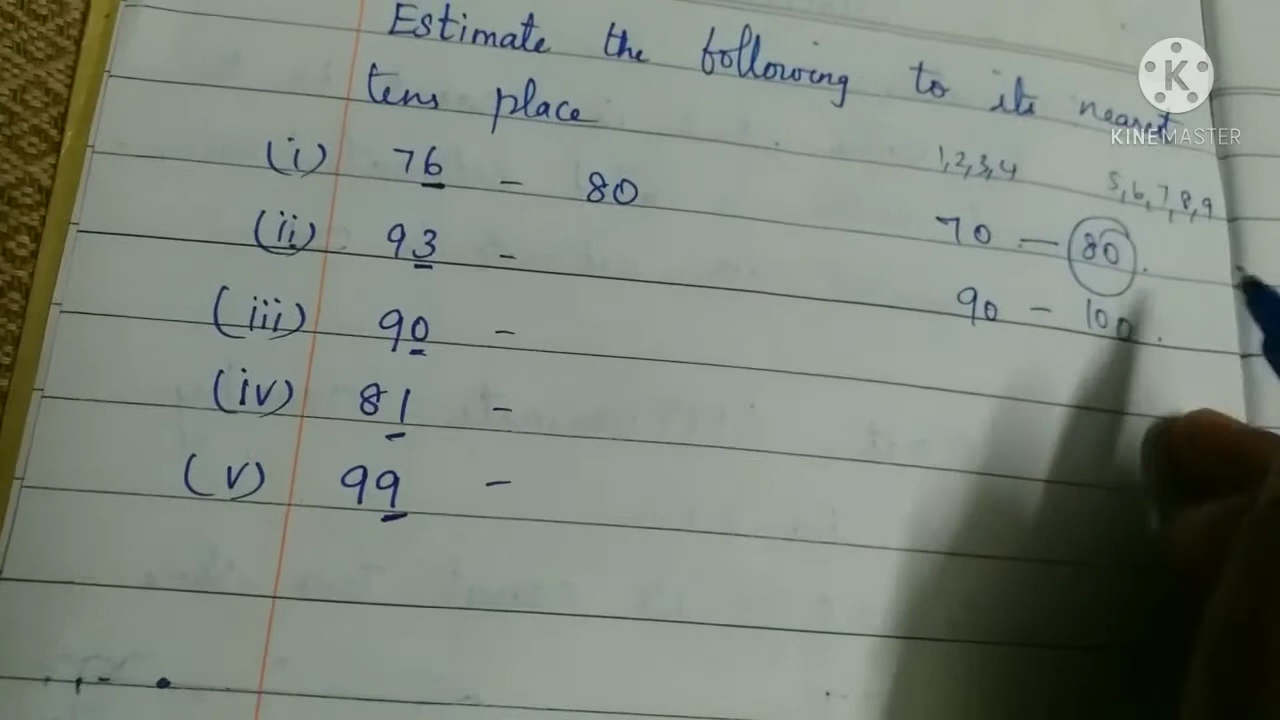 Estimate the following to its nearest
tens place
KINEMASTER
(i) 76 - 80
1,2,3,4
5,6,7,8,9
(ii) 93 -
70 — 80.
(iii) 90 -
90 - 100.
(iv) 81 -
(v) 99 -